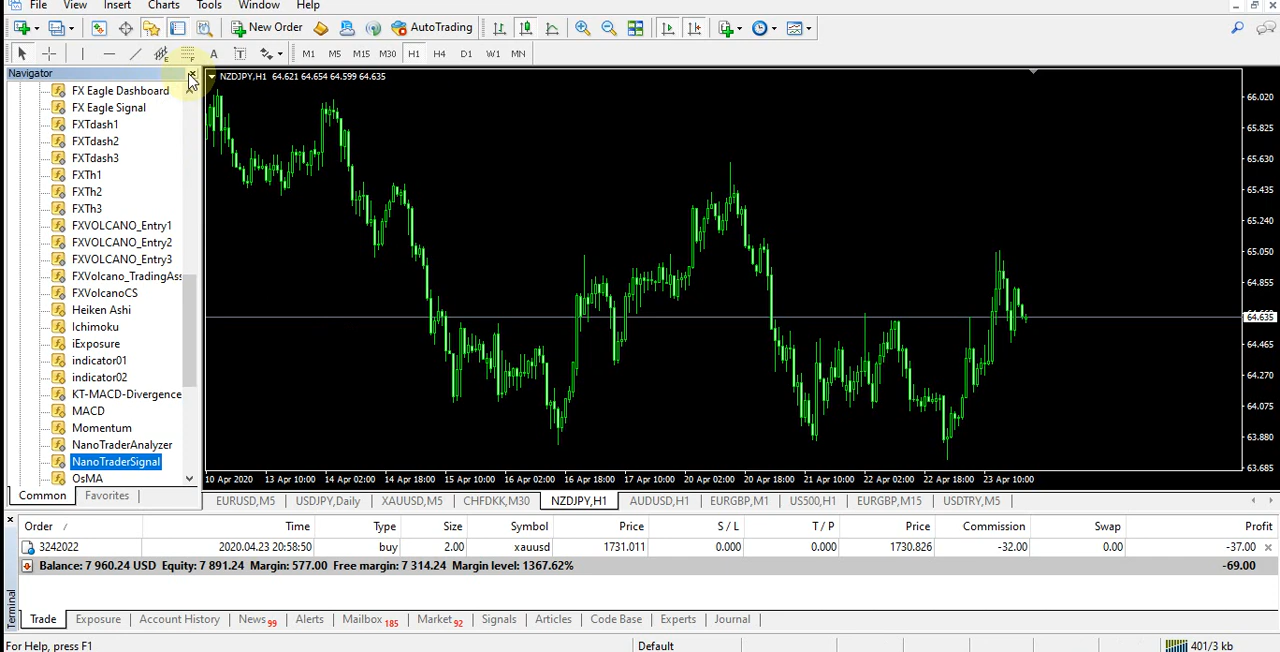 File View Insert Charts Tools Window Help
New Order AutoTrading
A T M1 M5 M15 M30 H1 H4 D1 W1 MN
Navigator
FX Eagle Dashboard
FX Eagle Signal
FXTdash1
FXTdash2
FXTdash3
FXTh1
FXTh2
FXTh3
FXVOLCANO_Entry1
FXVOLCANO_Entry2
FXVOLCANO_Entry3
FXVolcano_TradingAss
FXVolcanoCS
Heiken Ashi
Ichimoku
iExposure
indicator01
indicator02
KT-MACD-Divergence
MACD
Momentum
NanoTraderAnalyzer
NanoTraderSignal
OsMA
Common Favorites
NZDJPY,H1 64.621 64.654 64.599 64.635
66.020
65.825
65.630
65.435
65.240
65.050
64.855
64.635
64.465
64.270
64.075
63.880
63.685
10 Apr 2020 13 Apr 10:00 14 Apr 02:00 14 Apr 18:00 15 Apr 10:00 16 Apr 02:00 16 Apr 18:00 17 Apr 10:00 20 Apr 02:00 20 Apr 18:00 21 Apr 10:00 22 Apr 02:00 22 Apr 18:00 23 Apr 10:00
EURUSD,M5 USDJPY,Daily XAUUSD,M5 CHFDKK,M30 NZDJPY,H1 AUDUSD,H1 EURGBP,M1 US500,H1 EURGBP,M15 USDTRY,M5
Order / Time Type Size Symbol Price S / L T / P Price Commission Swap Profit
3242022 2020.04.23 20:58:50 buy 2.00 xauusd 1731.011 0.000 0.000 1730.826 -32.00 0.00 -37.00
Balance: 7 960.24 USD Equity: 7 891.24 Margin: 577.00 Free margin: 7 314.24 Margin level: 1367.62% -69.00
Terminal
Trade Exposure Account History News 99 Alerts Mailbox 185 Market 92 Signals Articles Code Base Experts Journal
For Help, press F1 Default 401/3 kb